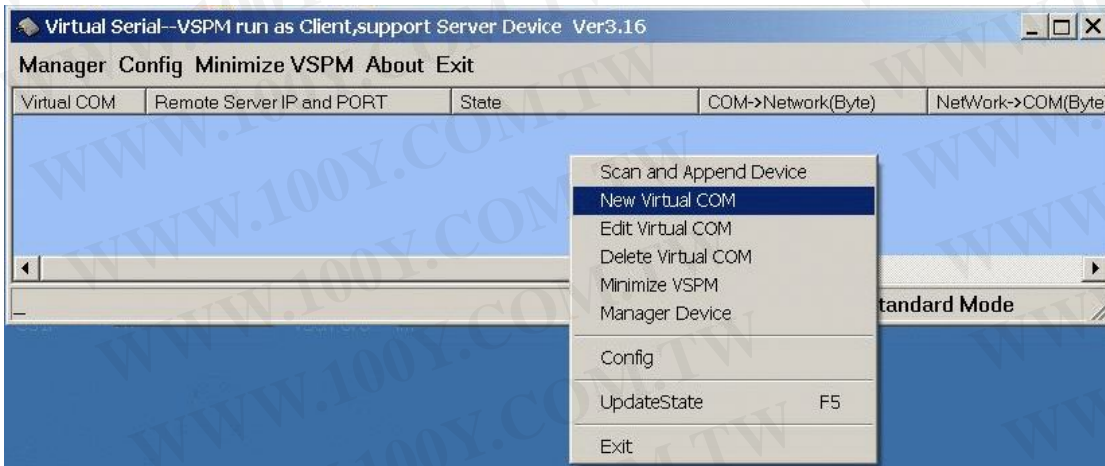 Virtual Serial--VSPM run as Client,support Server Device Ver3.16
Manager Config Minimize VSPM About Exit
Virtual COM Remote Server IP and PORT State COM->Network(Byte) NetWork->COM(Byte
Scan and Append Device
New Virtual COM
Edit Virtual COM
Delete Virtual COM
Minimize VSPM
Manager Device
Config
UpdateState F5
Exit
tandard Mode
WWW.100Y.COM.TW